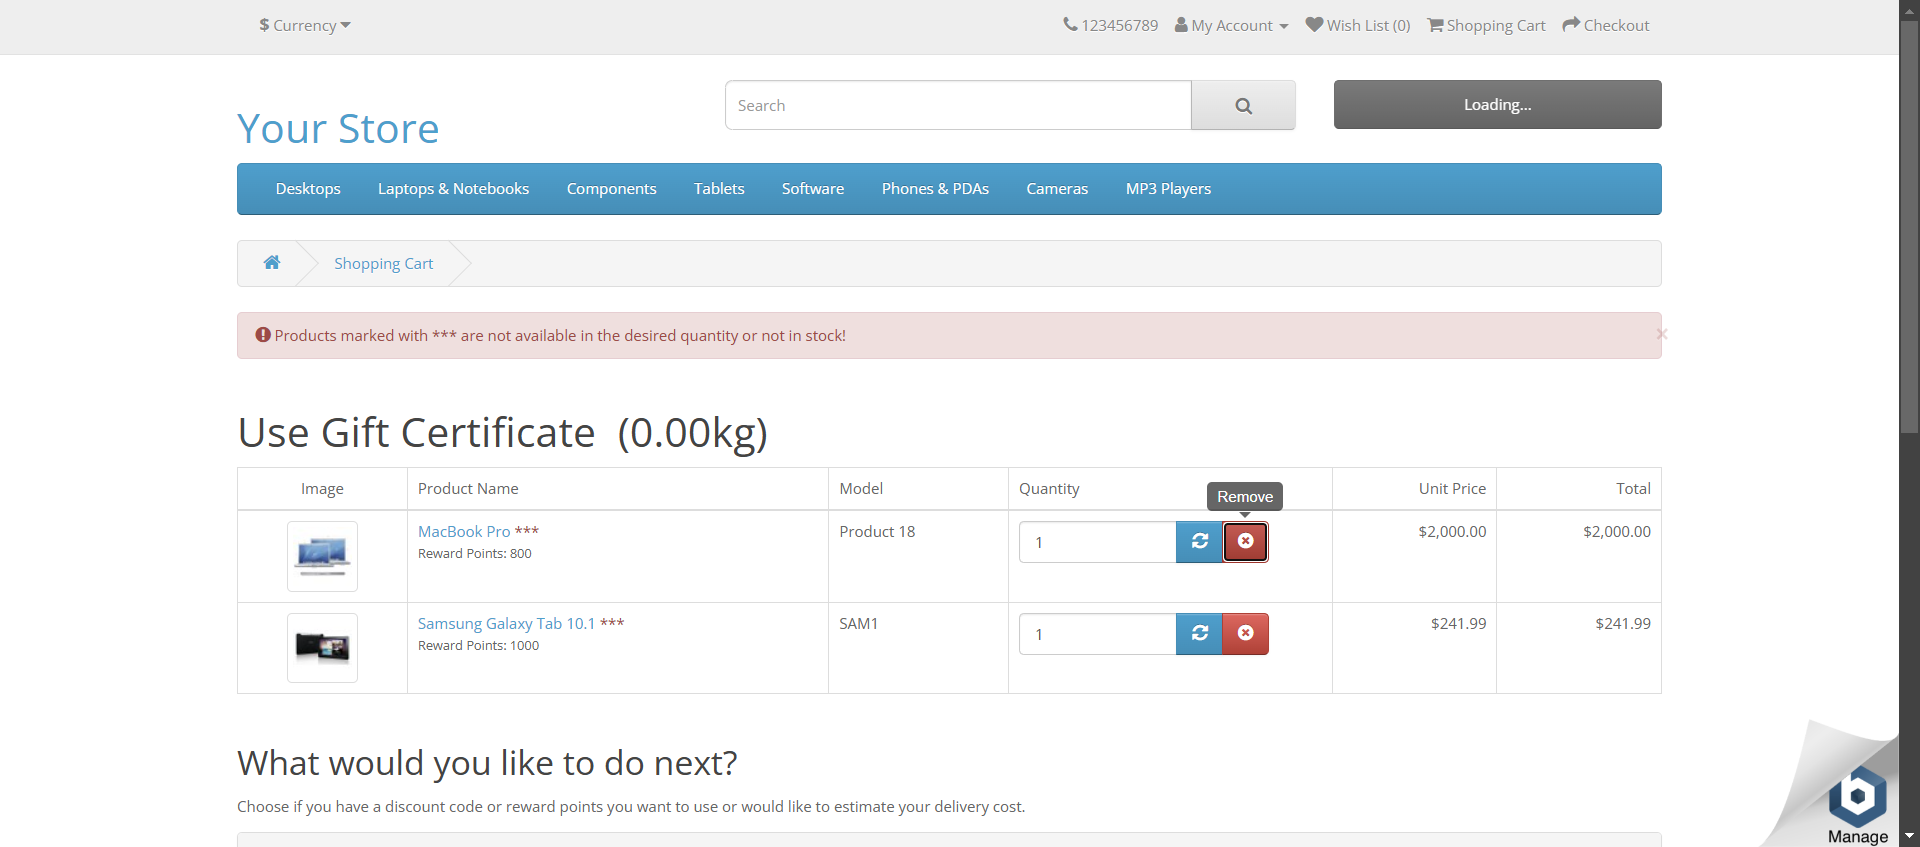 $ Currency
123456789 My Account Wish List (0) Shopping Cart Checkout
Your Store
Search
Loading...
Desktops Laptops & Notebooks Components Tablets Software Phones & PDAs Cameras MP3 Players
Shopping Cart
Products marked with *** are not available in the desired quantity or not in stock!
×
Use Gift Certificate (0.00kg)
Image Product Name Model Quantity Unit Price Total
Remove
MacBook Pro *** Product 18 1 $2,000.00 $2,000.00
Reward Points: 800
Samsung Galaxy Tab 10.1 *** SAM1 1 $241.99 $241.99
Reward Points: 1000
What would you like to do next?
Choose if you have a discount code or reward points you want to use or would like to estimate your delivery cost.
b
Manage